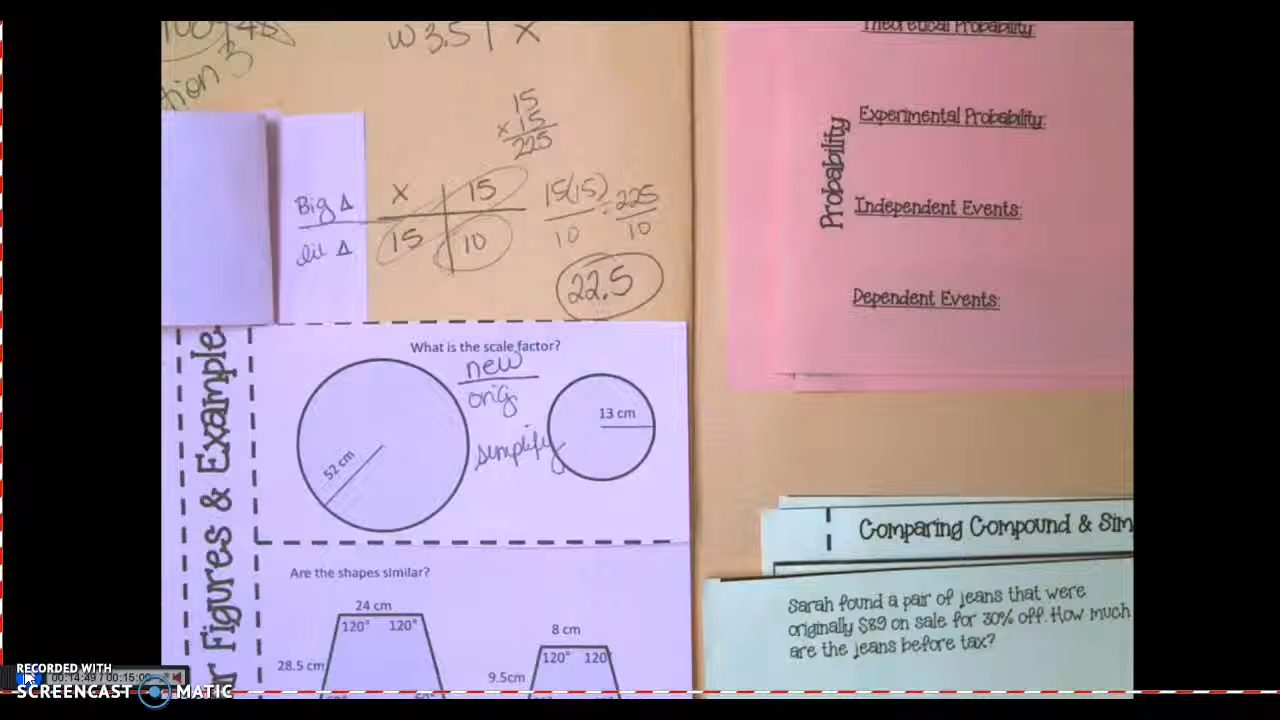 tion 3
w 3.5 | X
15
× 15
225
Big Δ X 15
lil Δ 15 10
15(15) 225
10 10
22.5
What is the scale factor?
new
orig
simplify
52 cm
13 cm
Figures & Example
Are the shapes similar?
24 cm
120° 120°
28.5 cm
8 cm
120° 120
9.5cm
Theoretical Probability:
Experimental Probability:
Probability
Independent Events:
Dependent Events:
Comparing Compound & Sim
Sarah found a pair of jeans that were
originally $89 on sale for 30% off. How much
are the jeans before tax?
RECORDED WITH
SCREENCAST MATIC